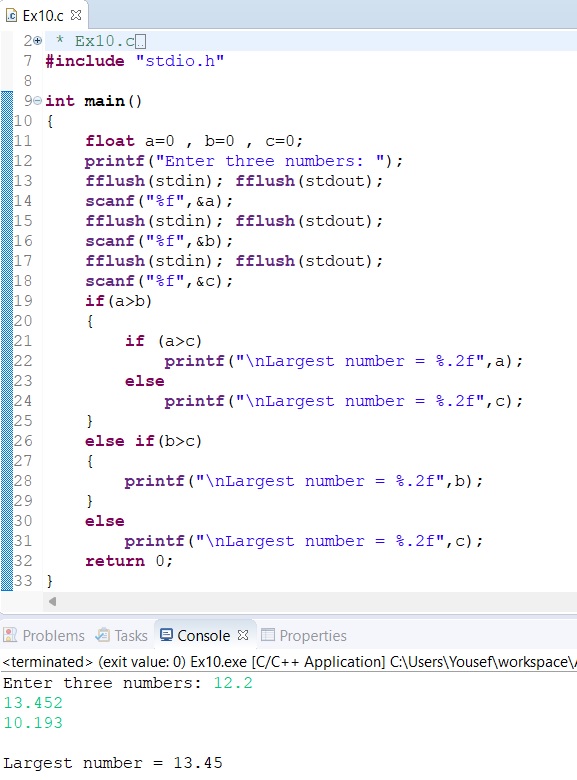 Ex10.c
2 * Ex10.c
7 #include "stdio.h"
8
9 int main()
10 {
11     float a=0 , b=0 , c=0;
12     printf("Enter three numbers: ");
13     fflush(stdin); fflush(stdout);
14     scanf("%f",&a);
15     fflush(stdin); fflush(stdout);
16     scanf("%f",&b);
17     fflush(stdin); fflush(stdout);
18     scanf("%f",&c);
19     if(a>b)
20     {
21         if (a>c)
22             printf("\nLargest number = %.2f",a);
23         else
24             printf("\nLargest number = %.2f",c);
25     }
26     else if(b>c)
27     {
28         printf("\nLargest number = %.2f",b);
29     }
30     else
31         printf("\nLargest number = %.2f",c);
32     return 0;
33 }
Problems Tasks Console Properties
<terminated> (exit value: 0) Ex10.exe [C/C++ Application] C:\Users\Yousef\workspace\
Enter three numbers: 12.2
13.452
10.193
Largest number = 13.45